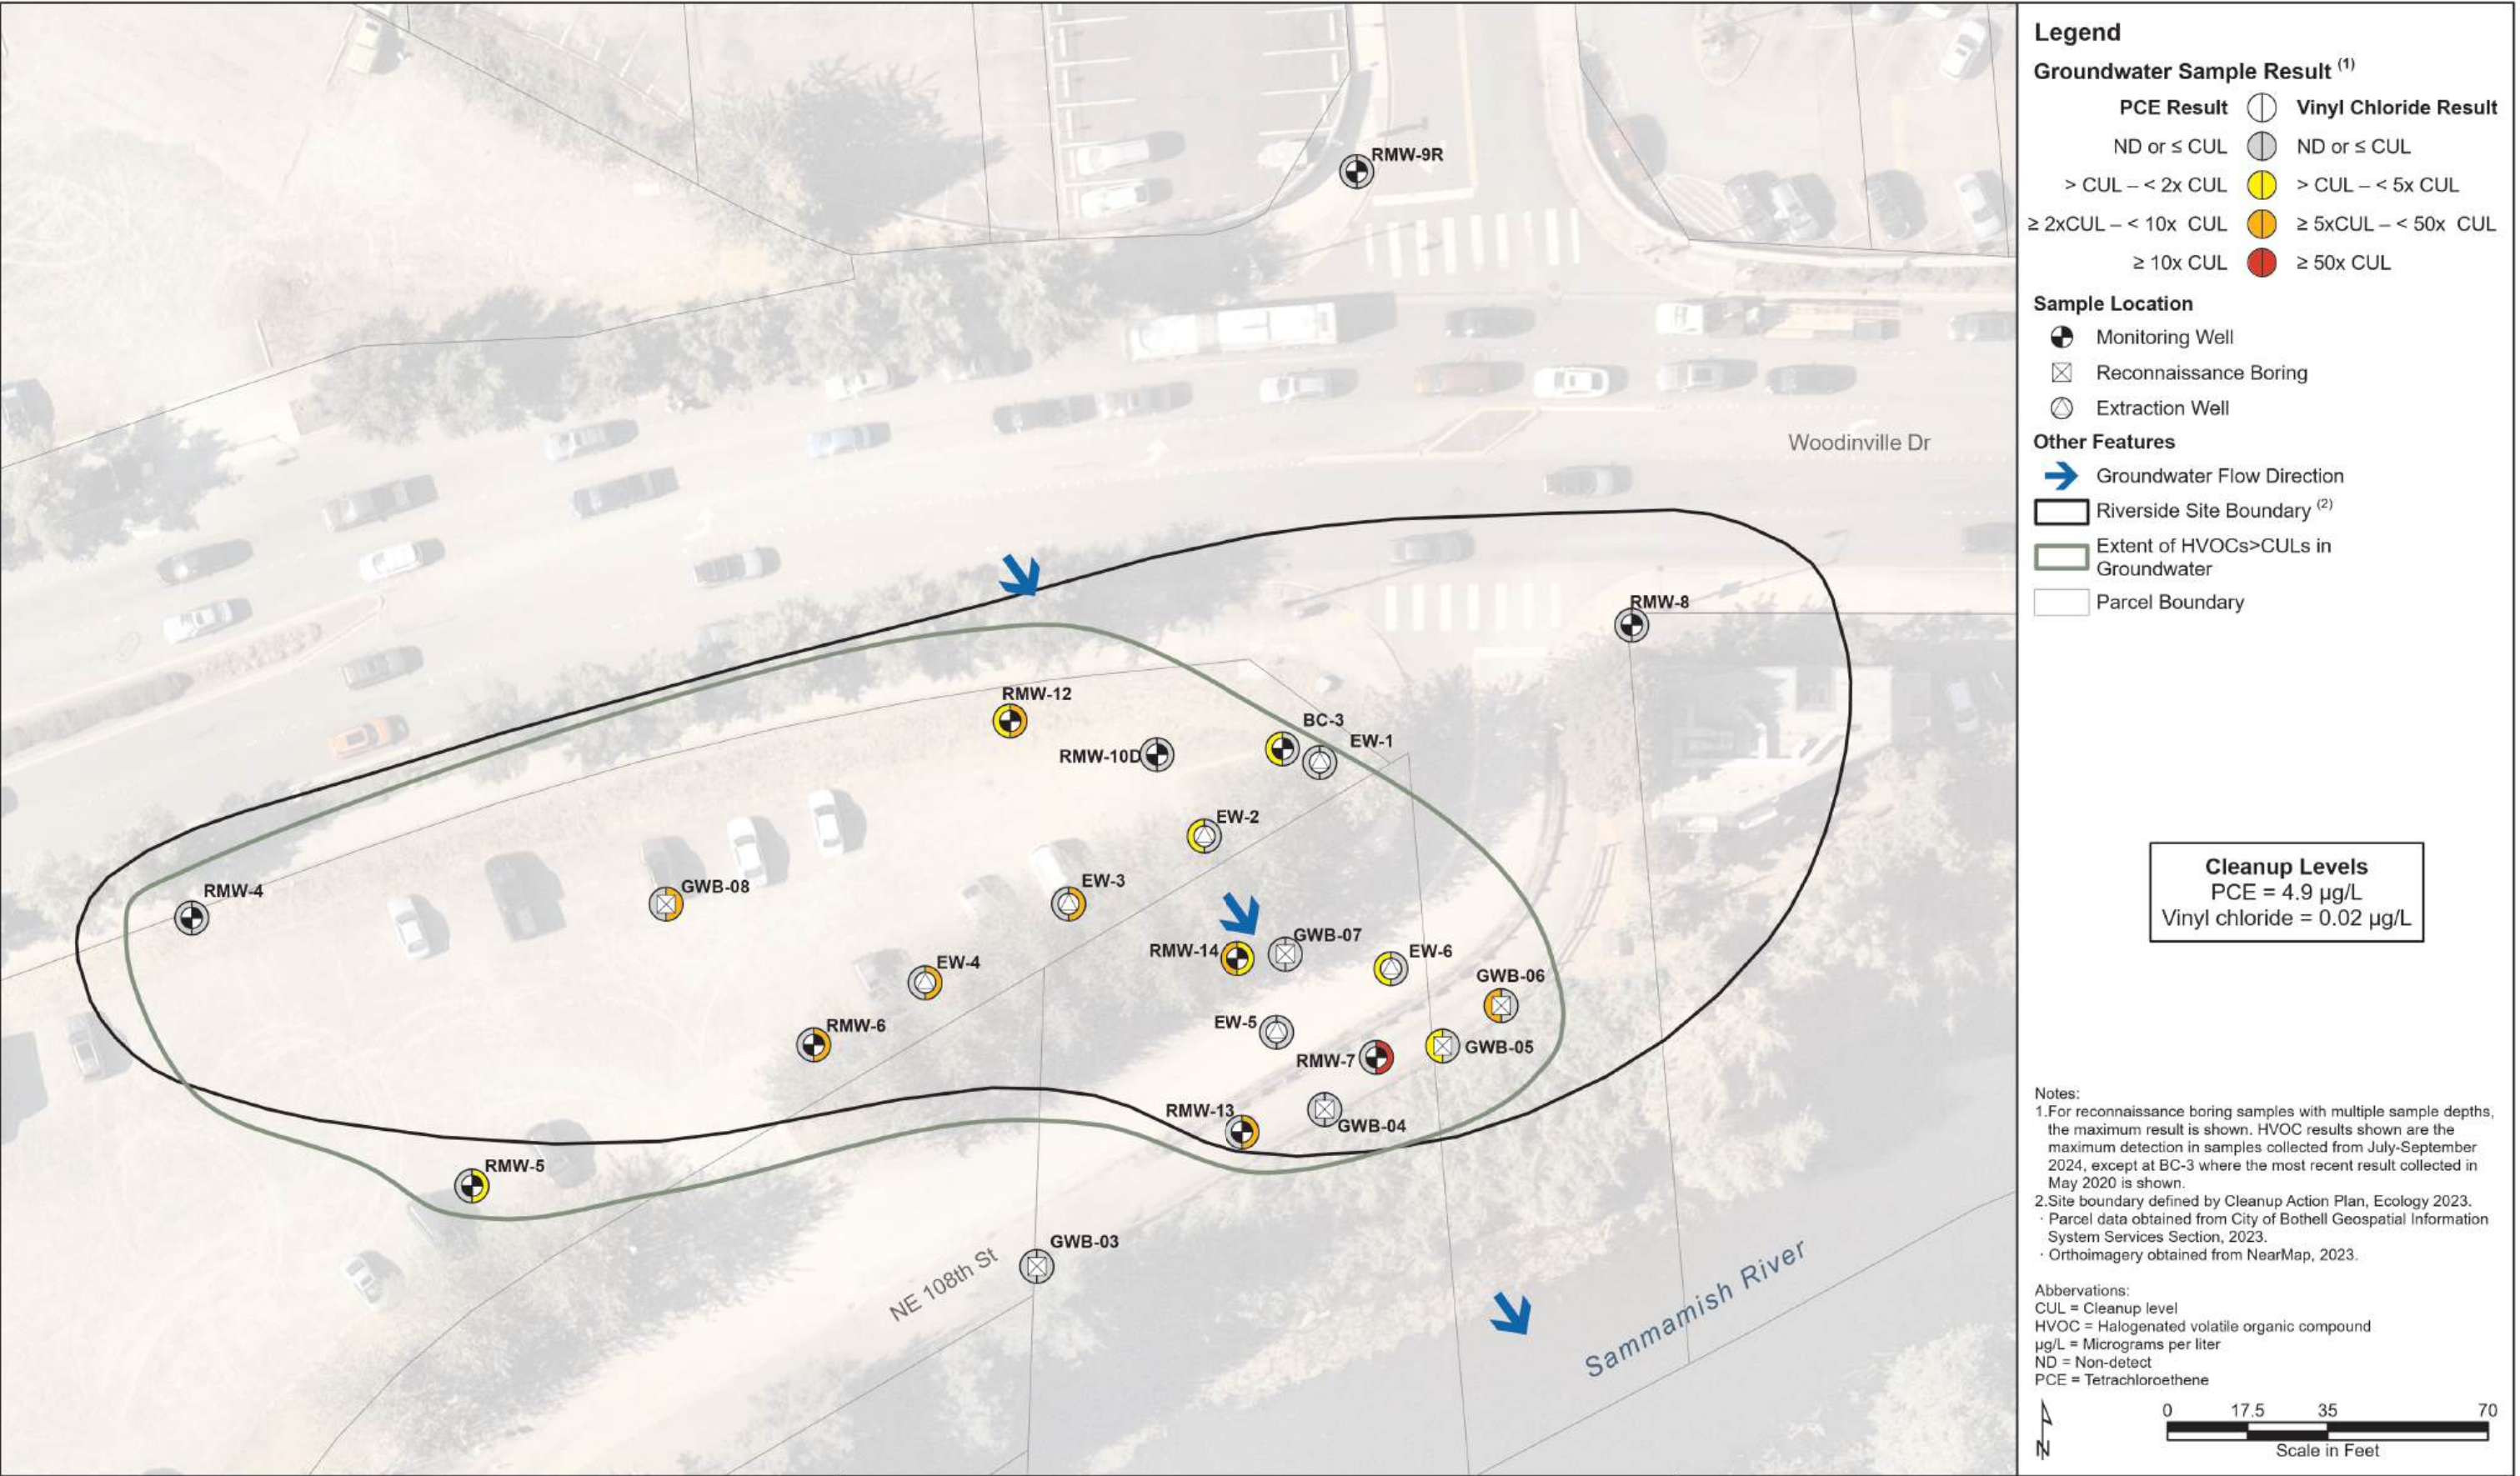 RMW-9R
Woodinville Dr
RMW-8
RMW-12
BC-3
EW-1
RMW-10D
EW-2
RMW-4
GWB-08
EW-3
GWB-07
RMW-14
EW-6
EW-4
GWB-06
EW-5
RMW-6
GWB-05
RMW-7
RMW-13
GWB-04
RMW-5
GWB-03
NE 108th St
Sammamish River
Legend
Groundwater Sample Result (1)
PCE Result Vinyl Chloride Result
ND or ≤ CUL ND or ≤ CUL
> CUL – < 2x CUL > CUL – < 5x CUL
≥ 2xCUL – < 10x CUL ≥ 5xCUL – < 50x CUL
≥ 10x CUL ≥ 50x CUL
Sample Location
Monitoring Well
Reconnaissance Boring
Extraction Well
Other Features
Groundwater Flow Direction
Riverside Site Boundary (2)
Extent of HVOCs>CULs in
Groundwater
Parcel Boundary
Cleanup Levels
PCE = 4.9 µg/L
Vinyl chloride = 0.02 µg/L
Notes:
1.For reconnaissance boring samples with multiple sample depths,
the maximum result is shown. HVOC results shown are the
maximum detection in samples collected from July-September
2024, except at BC-3 where the most recent result collected in
May 2020 is shown.
2.Site boundary defined by Cleanup Action Plan, Ecology 2023.
· Parcel data obtained from City of Bothell Geospatial Information
System Services Section, 2023.
· Orthoimagery obtained from NearMap, 2023.
Abbervations:
CUL = Cleanup level
HVOC = Halogenated volatile organic compound
µg/L = Micrograms per liter
ND = Non-detect
PCE = Tetrachloroethene
N
0 17.5 35 70
Scale in Feet